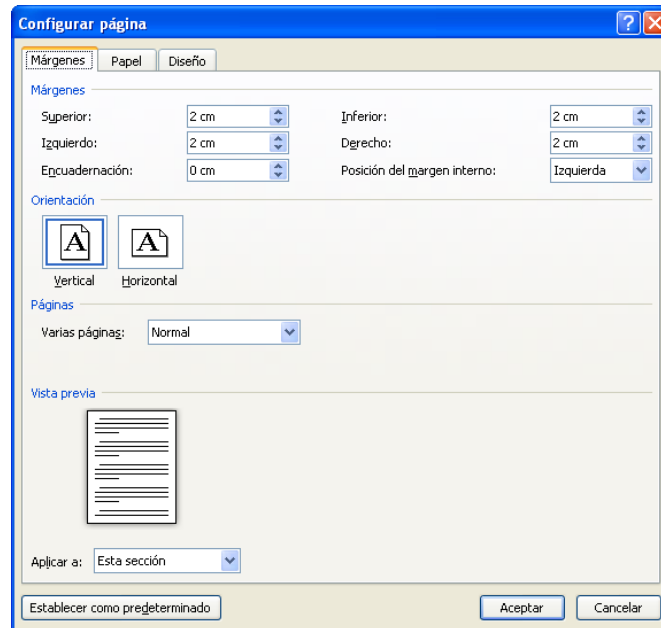 Configurar página
Márgenes Papel Diseño
Márgenes
Superior: 2 cm Inferior: 2 cm
Izquierdo: 2 cm Derecho: 2 cm
Encuadernación: 0 cm Posición del margen interno: Izquierda
Orientación
A A
Vertical Horizontal
Páginas
Varias páginas: Normal
Vista previa
Aplicar a: Esta sección
Establecer como predeterminado Aceptar Cancelar